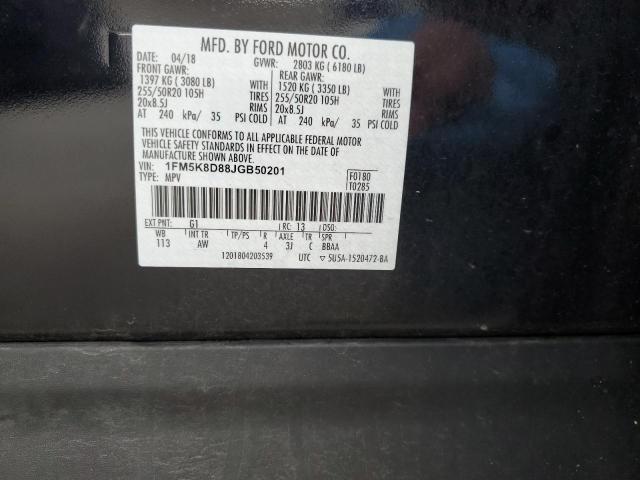 MFD. BY FORD MOTOR CO.
DATE: 04/18 GVWR: 2803 KG ( 6180 LB)
FRONT GAWR: REAR GAWR:
1397 KG ( 3080 LB) WITH 1520 KG ( 3350 LB) WITH
255/50R20 105H TIRES 255/50R20 105H TIRES
20x8.5J RIMS 20x8.5J RIMS
AT 240 kPa/ 35 PSI COLD AT 240 kPa/ 35 PSI COLD
THIS VEHICLE CONFORMS TO ALL APPLICABLE FEDERAL MOTOR
VEHICLE SAFETY STANDARDS IN EFFECT ON THE DATE OF
MANUFACTURE SHOWN ABOVE.
VIN: 1FM5K8D88JGB50201 F0180
TYPE: MPV T0285
EXT PNT: G1 RC: 13 DSO:
WB INT TR TP/PS R AXLE TR SPR
113 AW 4 3J C BBAA
1201804203539 UTC ▽ 5U5A-1520472-BA